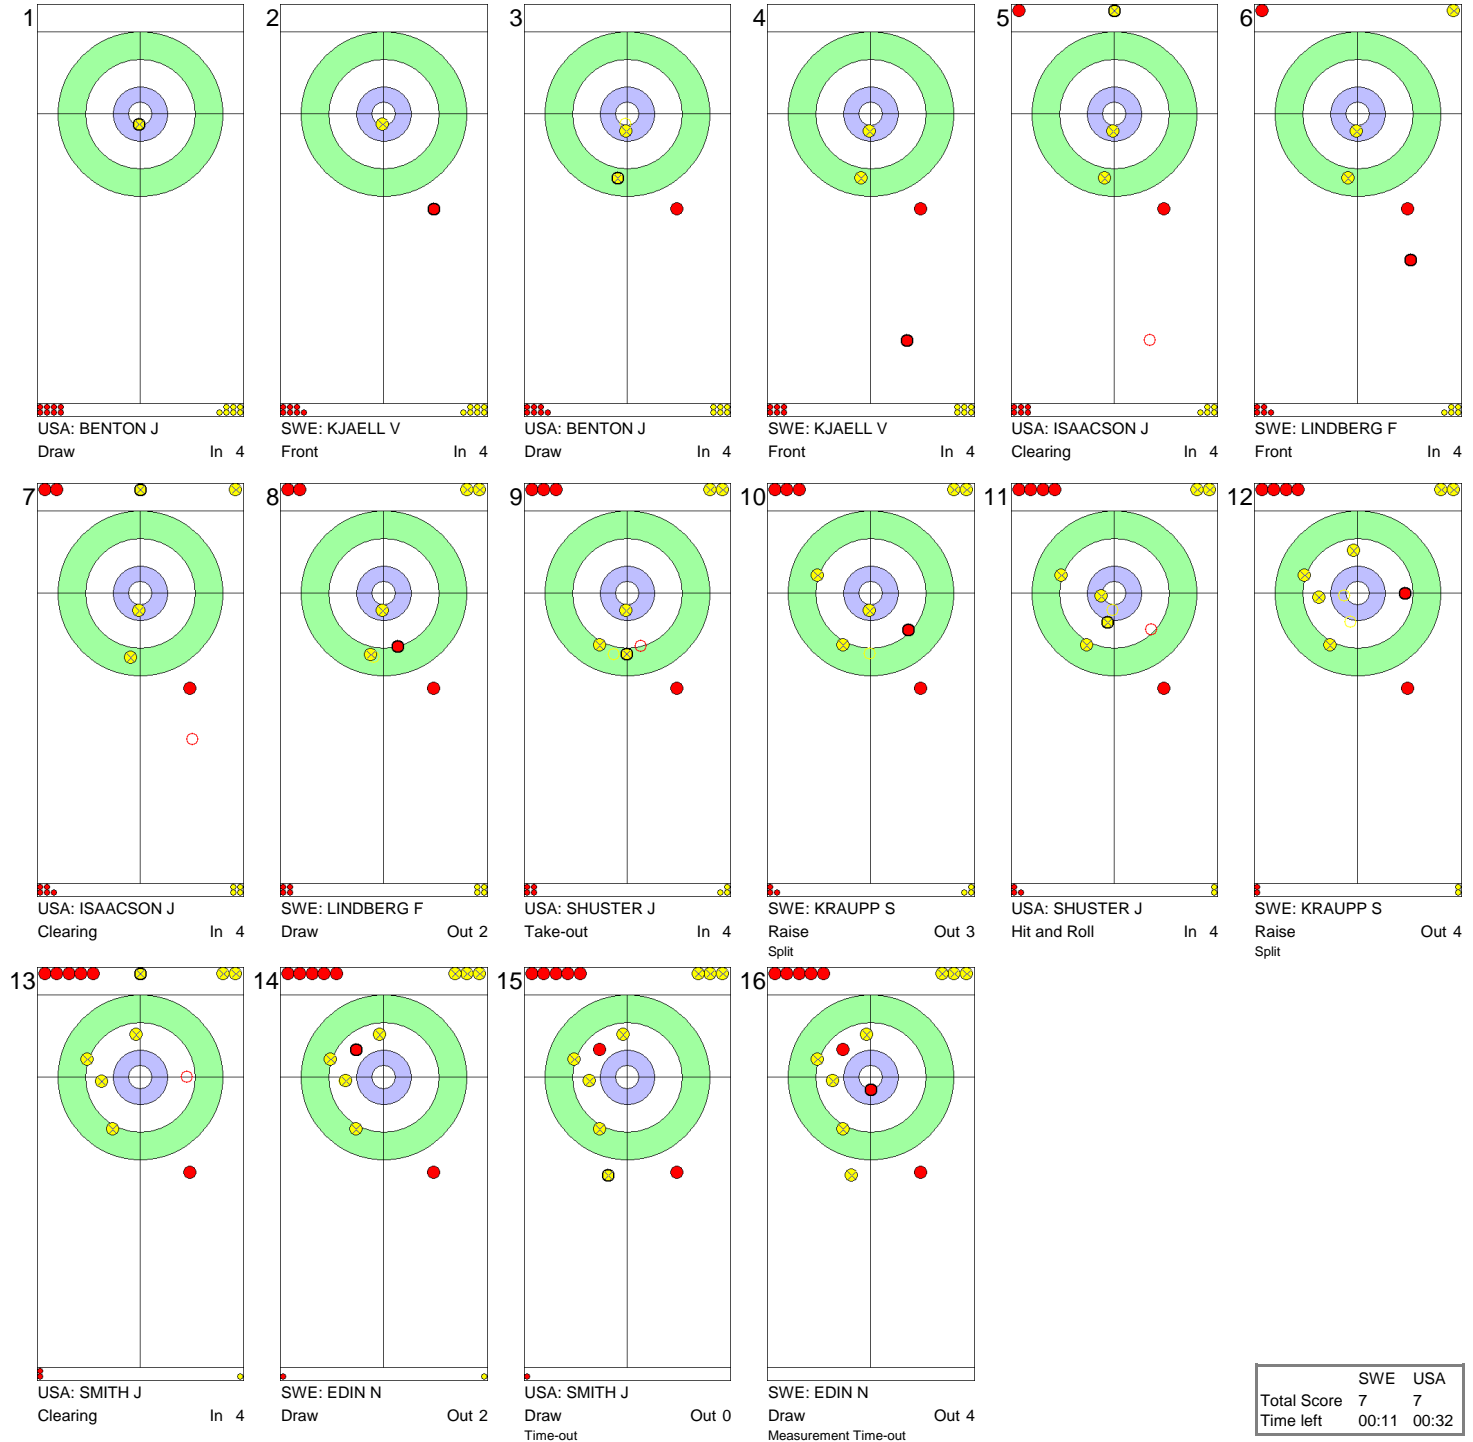 1 2 3 4 5 6
USA: BENTON J SWE: KJAELL V USA: BENTON J SWE: KJAELL V USA: ISAACSON J SWE: LINDBERG F
Draw In 4 Front In 4 Draw In 4 Front In 4 Clearing In 4 Front In 4
7 8 9 10 11 12
USA: ISAACSON J SWE: LINDBERG F USA: SHUSTER J SWE: KRAUPP S USA: SHUSTER J SWE: KRAUPP S
Clearing In 4 Draw Out 2 Take-out In 4 Raise Out 3 Hit and Roll In 4 Raise Out 4
Split Split
13 14 15 16
USA: SMITH J SWE: EDIN N USA: SMITH J SWE: EDIN N
Clearing In 4 Draw Out 2 Draw Out 0 Draw Out 4
Time-out Measurement Time-out
SWE USA
Total Score 7 7
Time left 00:11 00:32